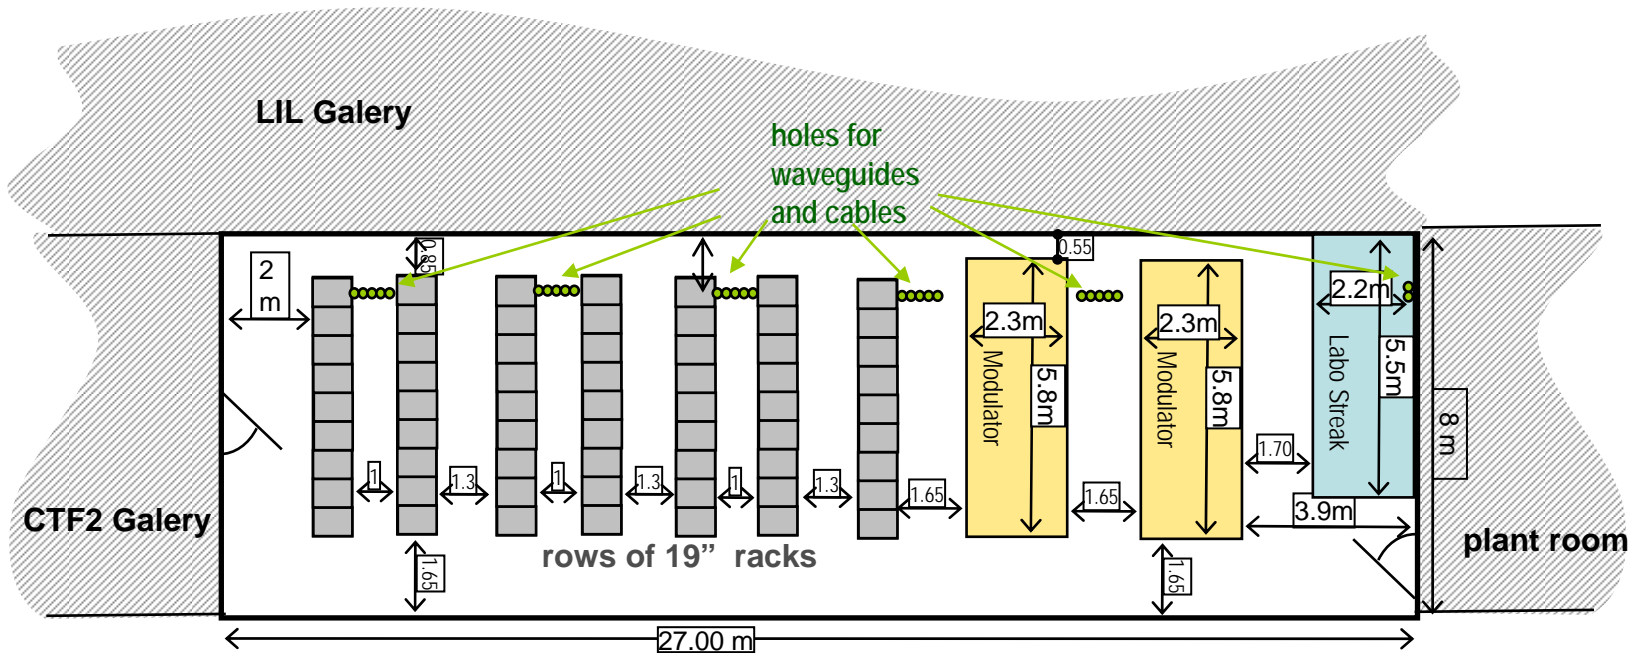 LIL Galery
holes for
waveguides
and cables
2
m
0.85
0.55
2.2m
2.3m
2.3m
Modulator
5.8m
Modulator
5.8m
Labo Streak
5.5m
8 m
1
1.3
1
1.3
1
1.3
1.65
1.65
1.70
3.9m
CTF2 Galery
rows of 19” racks
plant room
1.65
1.65
27.00 m